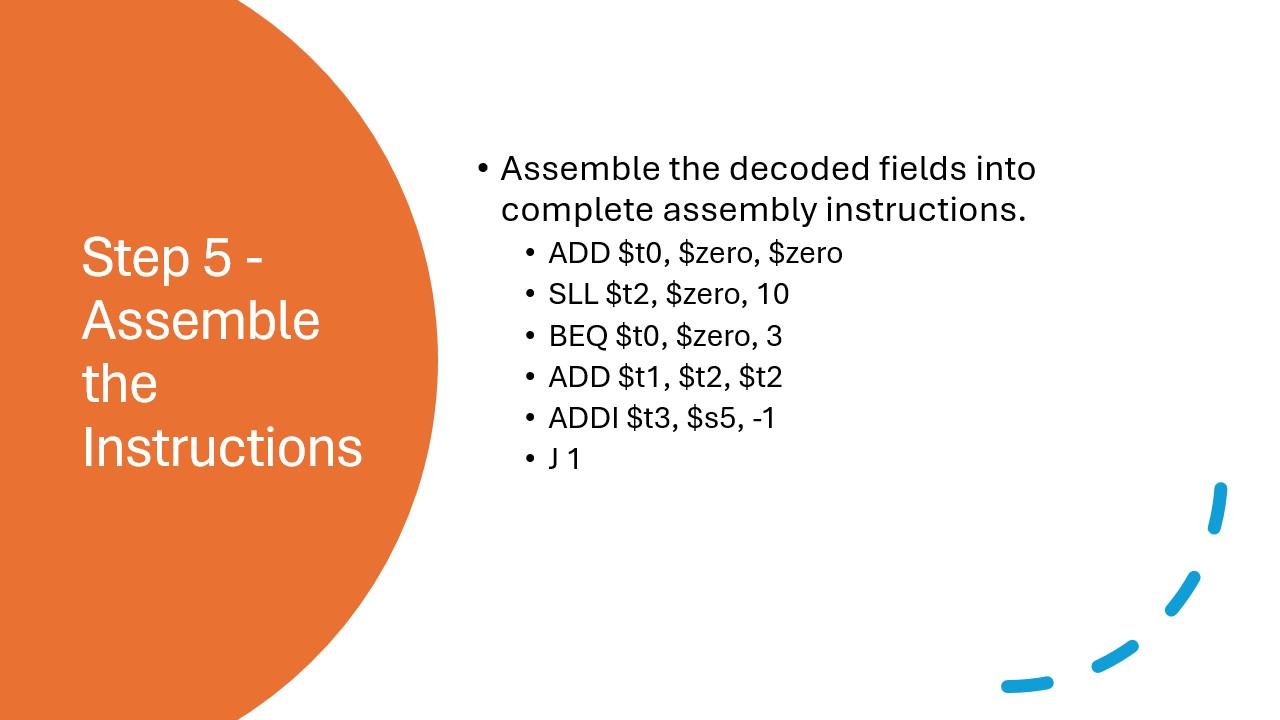 Step 5 -
Assemble
the
Instructions
• Assemble the decoded fields into
complete assembly instructions.
• ADD $t0, $zero, $zero
• SLL $t2, $zero, 10
• BEQ $t0, $zero, 3
• ADD $t1, $t2, $t2
• ADDI $t3, $s5, -1
• J 1